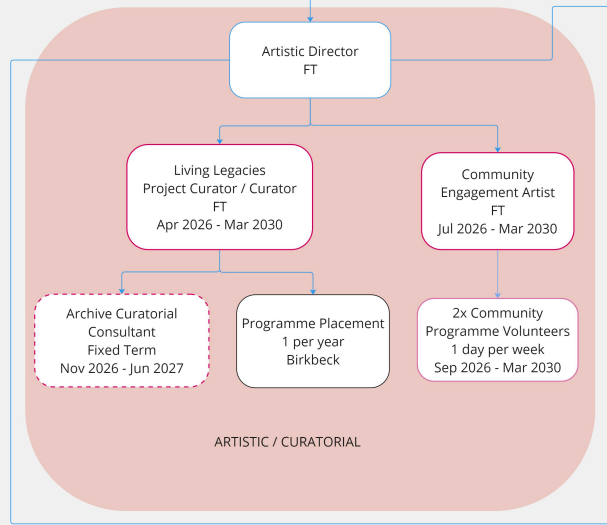 Artistic Director
FT
Living Legacies
Project Curator / Curator
FT
Apr 2026 - Mar 2030
Community
Engagement Artist
FT
Jul 2026 - Mar 2030
Archive Curatorial
Consultant
Fixed Term
Nov 2026 - Jun 2027
Programme Placement
1 per year
Birkbeck
2x Community
Programme Volunteers
1 day per week
Sep 2026 - Mar 2030
ARTISTIC / CURATORIAL